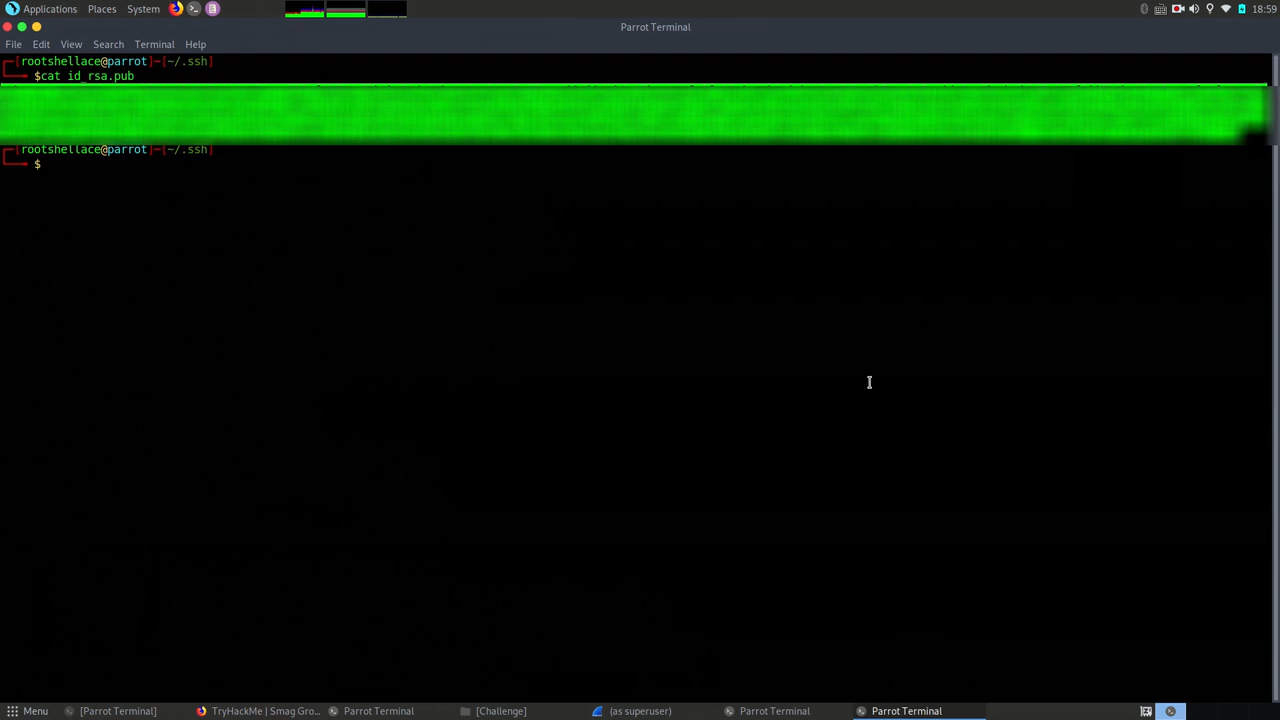 Applications Places System 18:59
Parrot Terminal
File Edit View Search Terminal Help
┌─[rootshellace@parrot]─[~/.ssh]
└──╼ $cat id_rsa.pub
┌─[rootshellace@parrot]─[~/.ssh]
└──╼ $
Menu [Parrot Terminal] TryHackMe | Smag Gro... Parrot Terminal [Challenge] (as superuser) Parrot Terminal Parrot Terminal